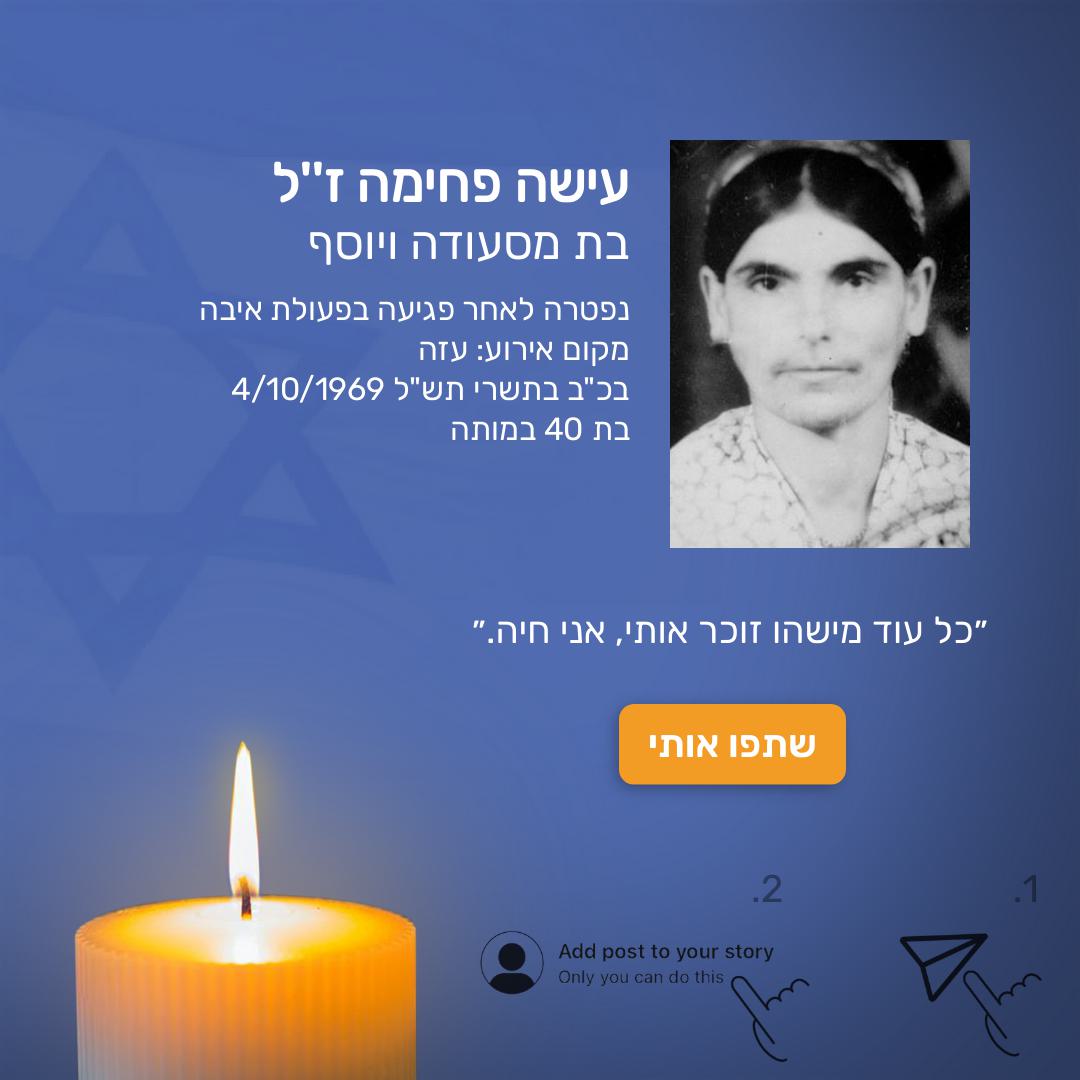 עישה פחימה ז"ל
בת מסעודה ויוסף
נפטרה לאחר פגיעה בפעולת איבה
מקום אירוע: עזה
בכ"ב בתשרי תש"ל 4/10/1969
בת 40 במותה
״כל עוד מישהו זוכר אותי, אני חיה.״
שתפו אותי
.1
.2
Add post to your story
Only you can do this